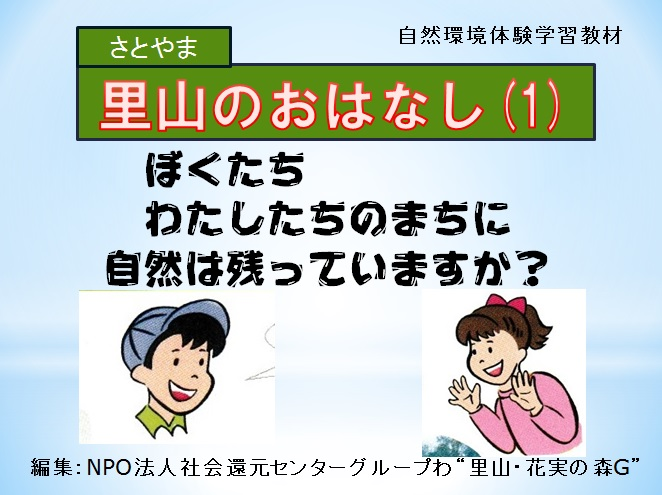 自然環境体験学習教材
さとやま
里山のおはなし(1)
ぼくたち
わたしたちのまちに
自然は残っていますか？
編集：NPO法人社会還元センターグループわ“里山・花実の森G”